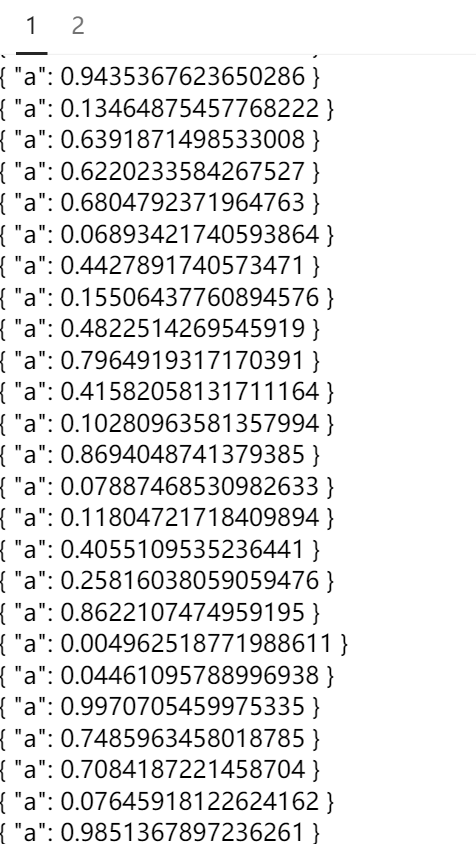 1 2
{ "a": 0.9435367623650286 }
{ "a": 0.13464875457768222 }
{ "a": 0.6391871498533008 }
{ "a": 0.6220233584267527 }
{ "a": 0.6804792371964763 }
{ "a": 0.06893421740593864 }
{ "a": 0.4427891740573471 }
{ "a": 0.15506437760894576 }
{ "a": 0.4822514269545919 }
{ "a": 0.7964919317170391 }
{ "a": 0.41582058131711164 }
{ "a": 0.10280963581357994 }
{ "a": 0.8694048741379385 }
{ "a": 0.07887468530982633 }
{ "a": 0.11804721718409894 }
{ "a": 0.4055109535236441 }
{ "a": 0.25816038059059476 }
{ "a": 0.8622107474959195 }
{ "a": 0.004962518771988611 }
{ "a": 0.04461095788996938 }
{ "a": 0.9970705459975335 }
{ "a": 0.7485963458018785 }
{ "a": 0.7084187221458704 }
{ "a": 0.07645918122624162 }
{ "a": 0.9851367897236261 }